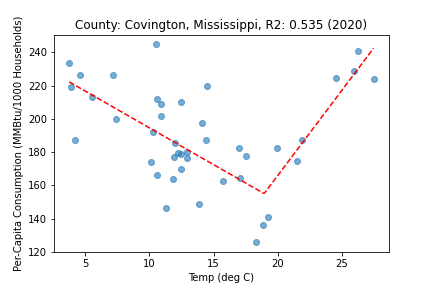 County: Covington, Mississippi, R2: 0.535 (2020)
Per-Capita Consumption (MMBtu/1000 Households)
240
220
200
180
160
140
120
5 10 15 20 25
Temp (deg C)